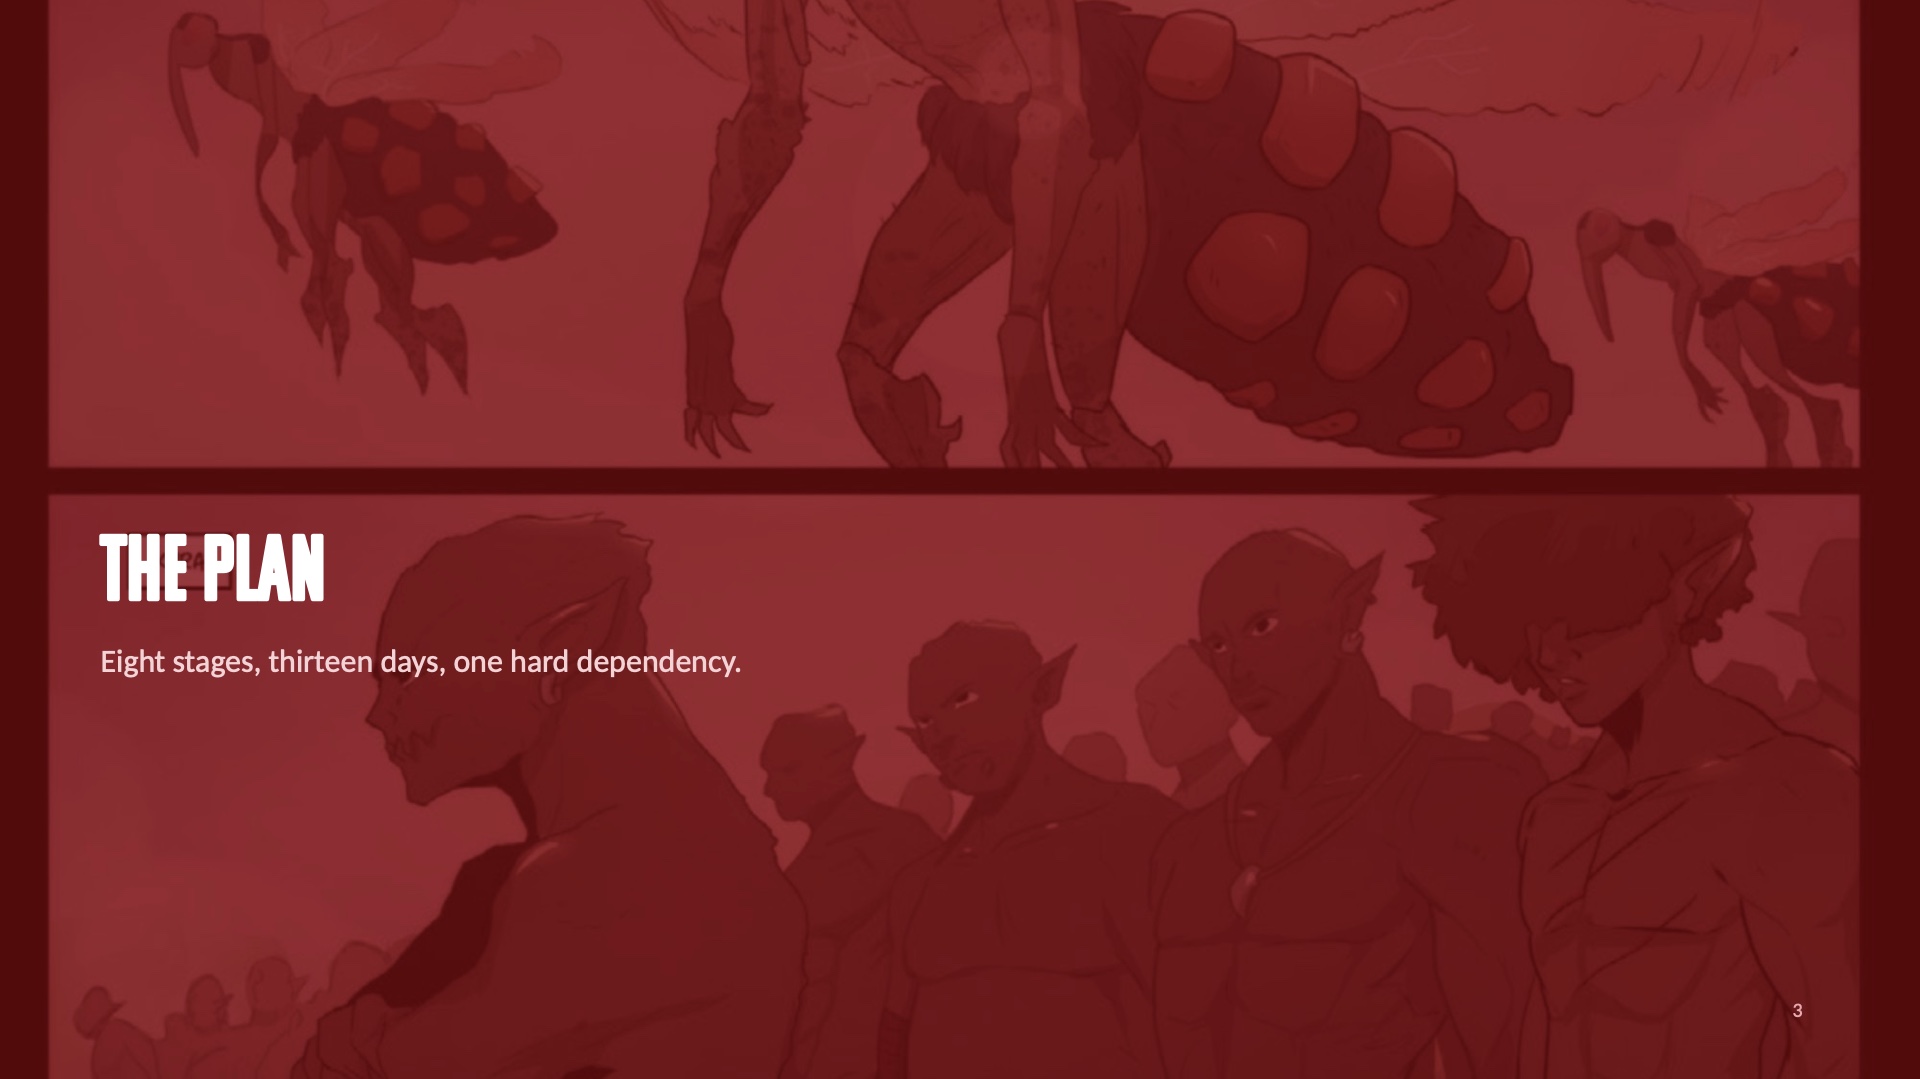 THE PLAN
Eight stages, thirteen days, one hard dependency.
3